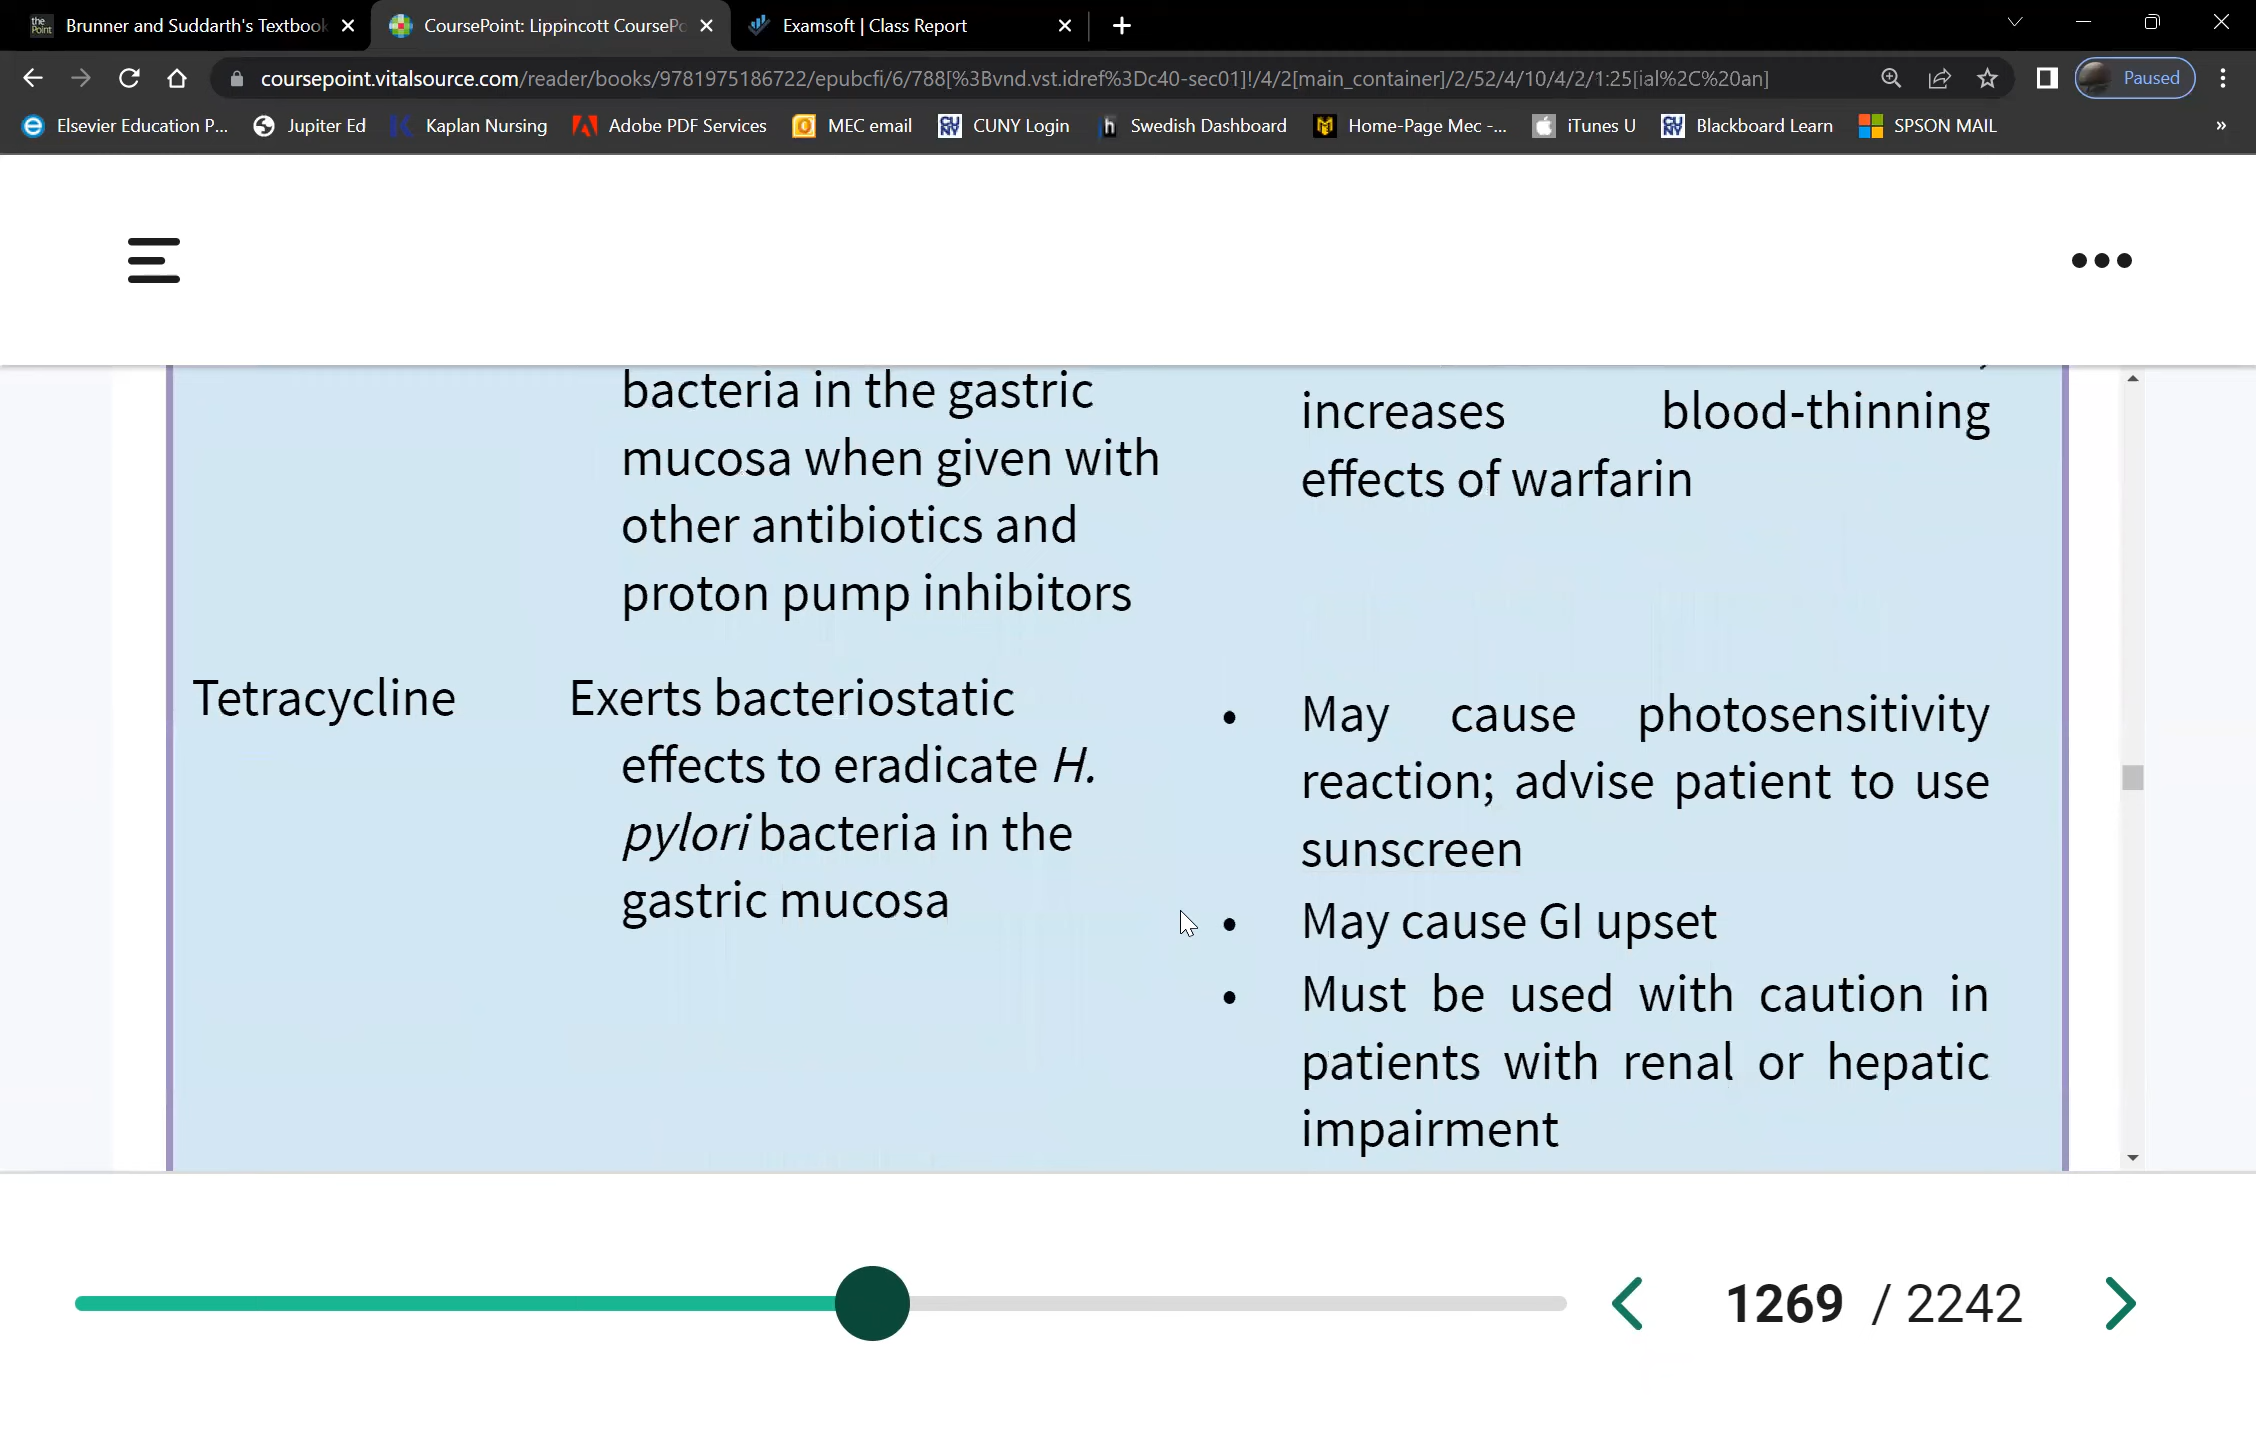 the Point
Brunner and Suddarth's Textbook
CoursePoint: Lippincott CoursePo
Examsoft | Class Report
coursepoint.vitalsource.com/reader/books/9781975186722/epubcfi/6/788[%3Bvnd.vst.idref%3Dc40-sec01]!/4/2[main_container]/2/52/4/10/4/2/1:25[ial%2C%20an]
Paused
Elsevier Education P...
Jupiter Ed
Kaplan Nursing
Adobe PDF Services
MEC email
CUNY Login
Swedish Dashboard
Home-Page Mec -...
iTunes U
Blackboard Learn
SPSON MAIL
»
bacteria in the gastric
mucosa when given with
other antibiotics and
proton pump inhibitors
increases blood-thinning
effects of warfarin
Tetracycline
Exerts bacteriostatic
effects to eradicate H.
pylori bacteria in the
gastric mucosa
• May cause photosensitivity
reaction; advise patient to use
sunscreen
• May cause GI upset
• Must be used with caution in
patients with renal or hepatic
impairment
1269 / 2242